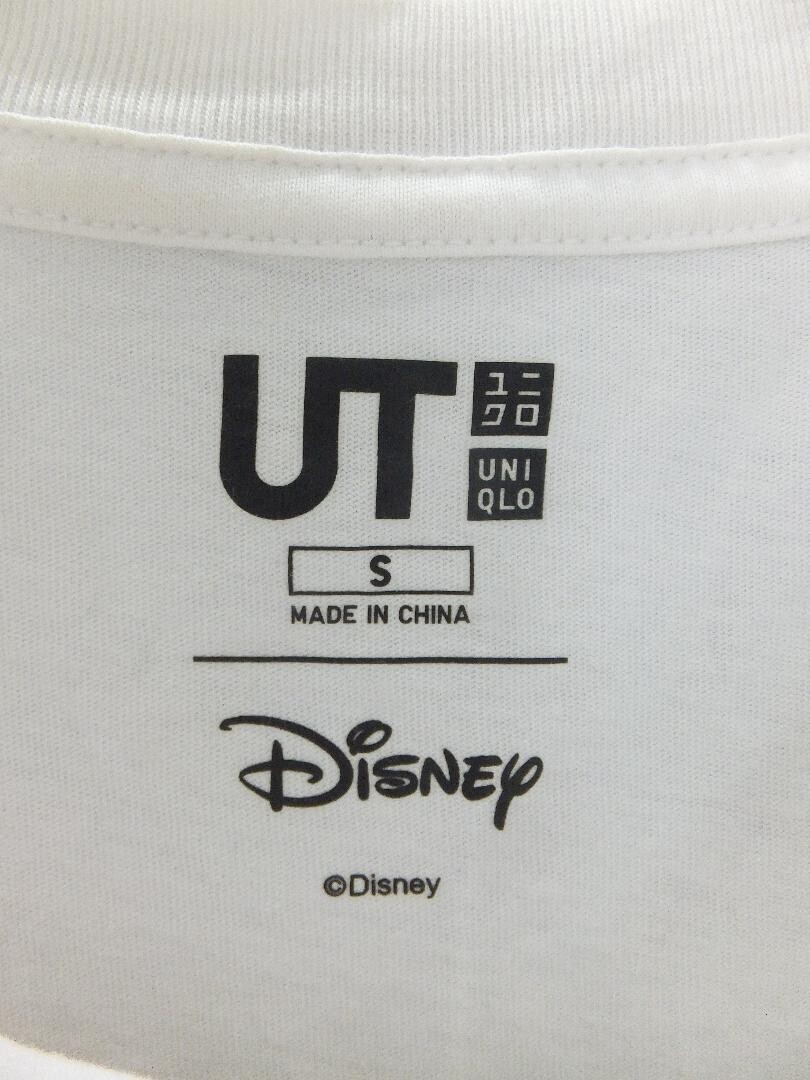 UT
ユニ
クロ
UNI
QLO
S
MADE IN CHINA
Disney
©Disney